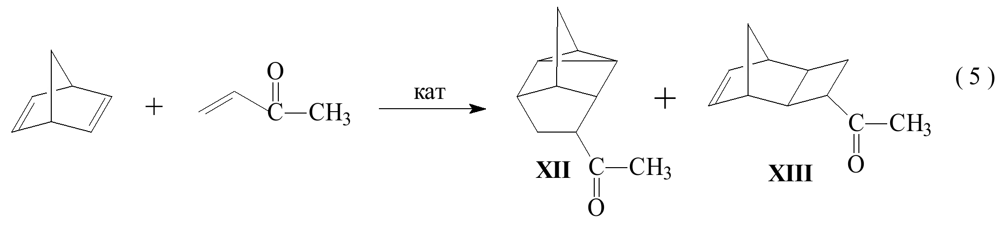 O
C CH3
+
кат
XII
C CH3
O
+
XIII
C CH3
O
( 5 )